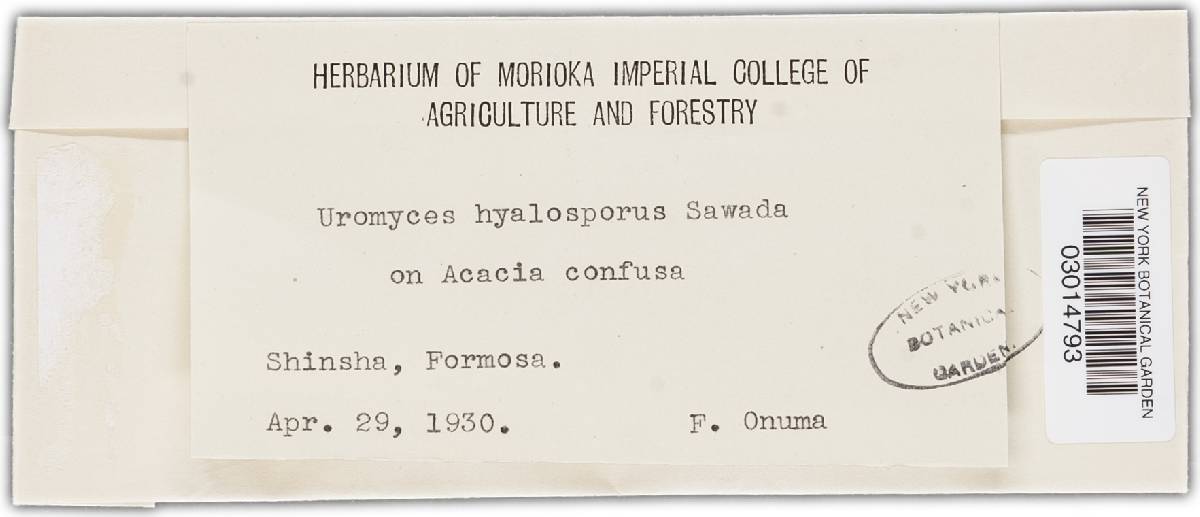 HERBARIUM OF MORIOKA IMPERIAL COLLEGE OF
AGRICULTURE AND FORESTRY
Uromyces hyalosporus Sawada
on Acacia confusa
Shinsha, Formosa.
Apr. 29, 1930. F. Onuma
NEW YORK
BOTANICAL
GARDEN.
NEW YORK BOTANICAL GARDEN
03014793